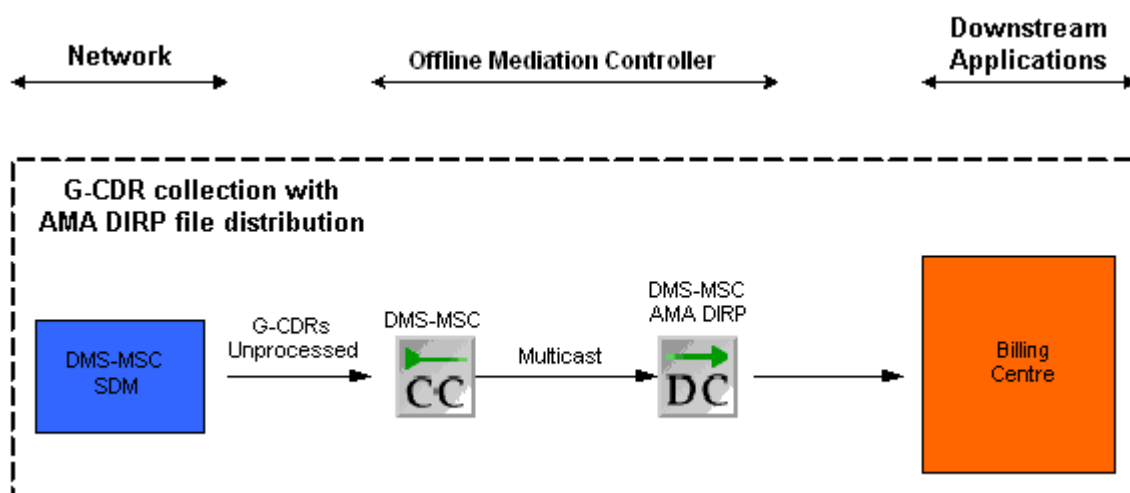 Network
Offline Mediation Controller
Downstream
Applications
G-CDR collection with
AMA DIRP file distribution
DMS-MSC
SDM
G-CDRs
Unprocessed
DMS-MSC
CC
Multicast
DMS-MSC
AMA DIRP
DC
Billing
Centre